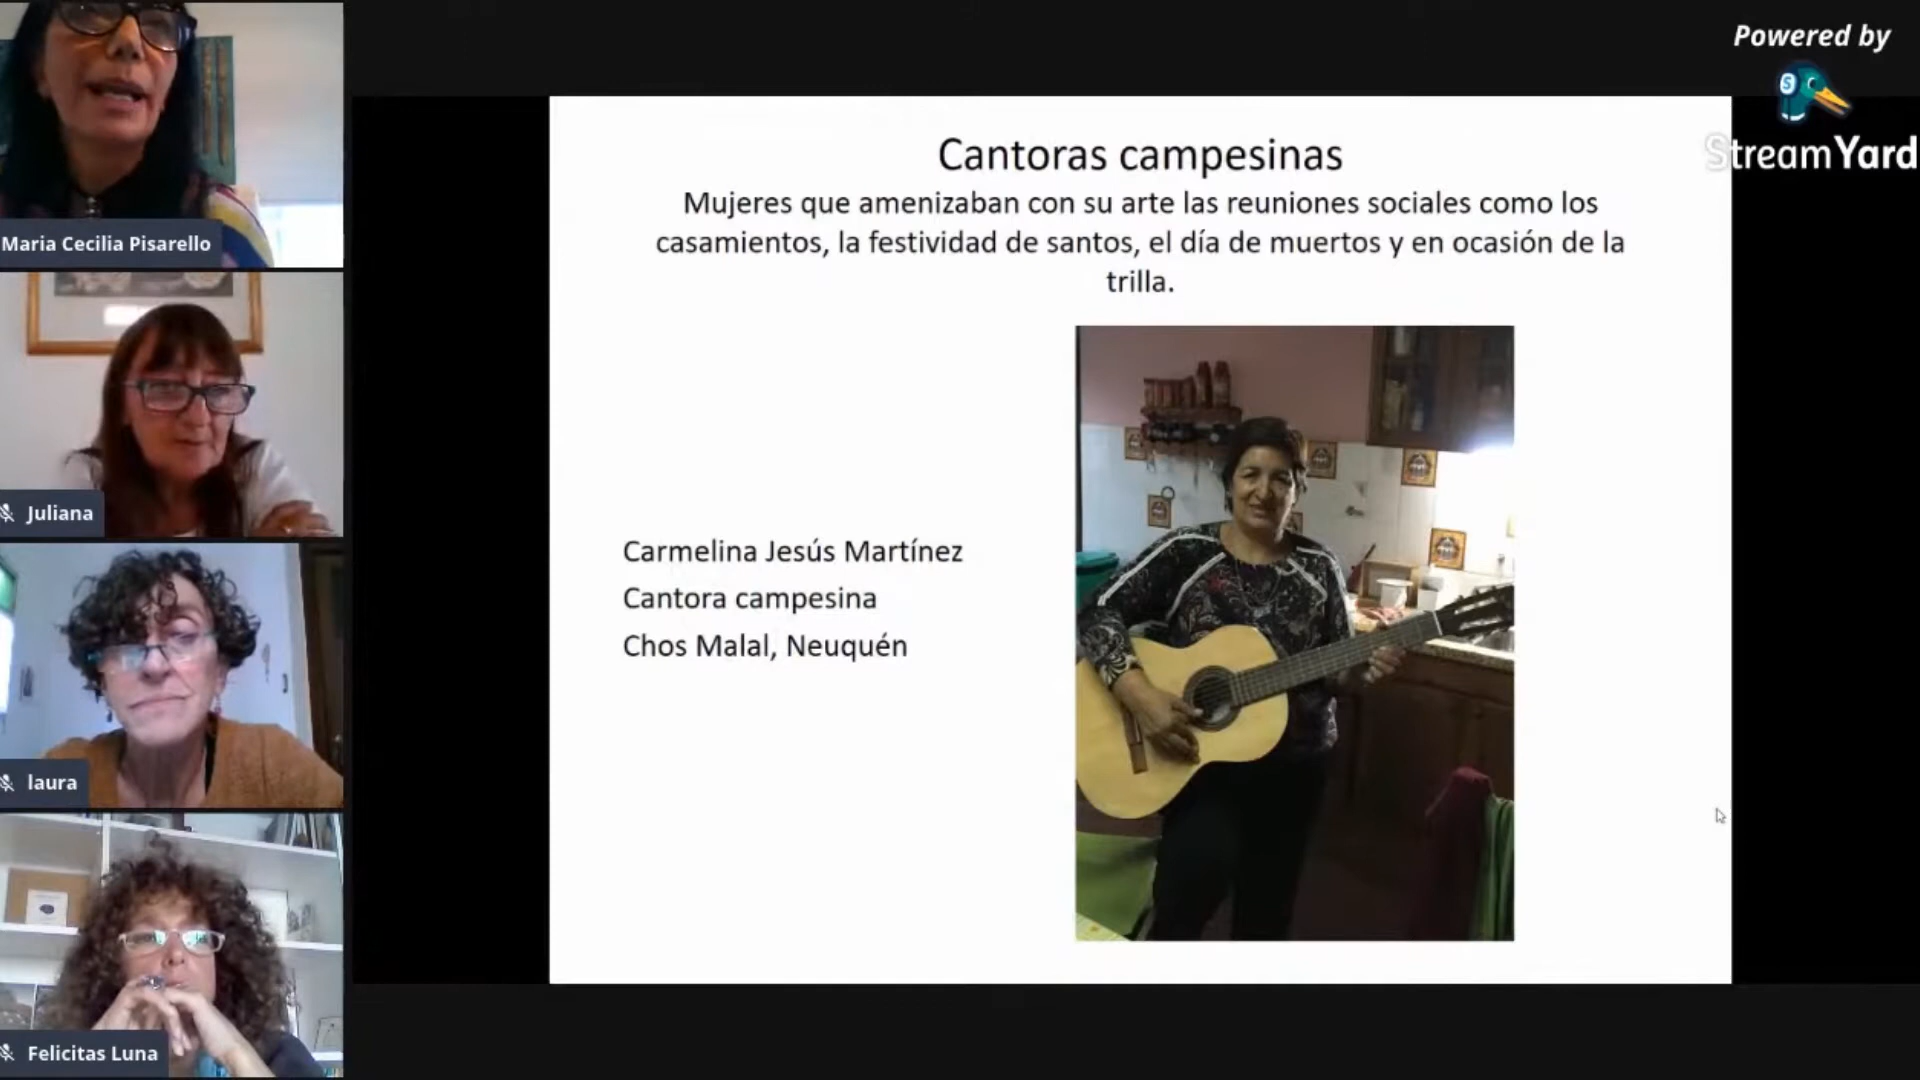 Powered by
StreamYard
Cantoras campesinas
Mujeres que amenizaban con su arte las reuniones sociales como los
casamientos, la festividad de santos, el día de muertos y en ocasión de la
trilla.
Carmelina Jesús Martínez
Cantora campesina
Chos Malal, Neuquén
Maria Cecilia Pisarello
Juliana
laura
Felicitas Luna